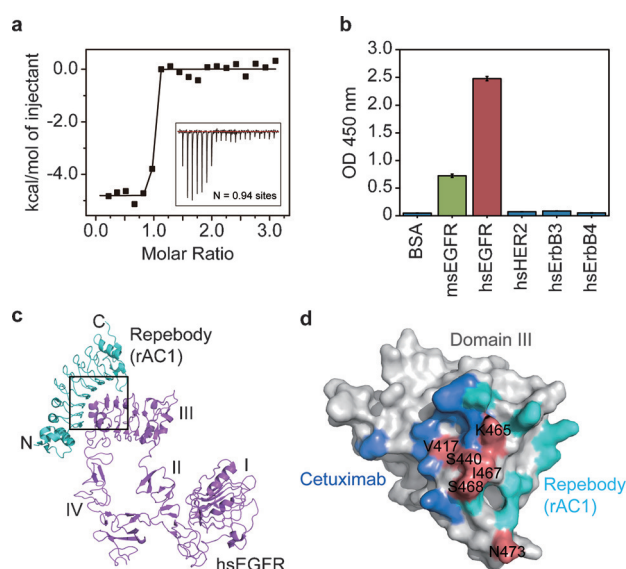 a
0.0
-2.0
-4.0
kcal/mol of injectant
N = 0.94 sites
0.0
1.0
2.0
3.0
Molar Ratio
b
3.0
2.5
2.0
1.5
1.0
0.5
0
OD 450 nm
BSA
msEGFR
hsEGFR
hsHER2
hsErbB3
hsErbB4
c
C
Repebody
(rAC1)
N
III
II
I
IV
hsEGFR
d
Domain III
K465
V417
S440
I467
S468
Cetuximab
Repebody
(rAC1)
N473